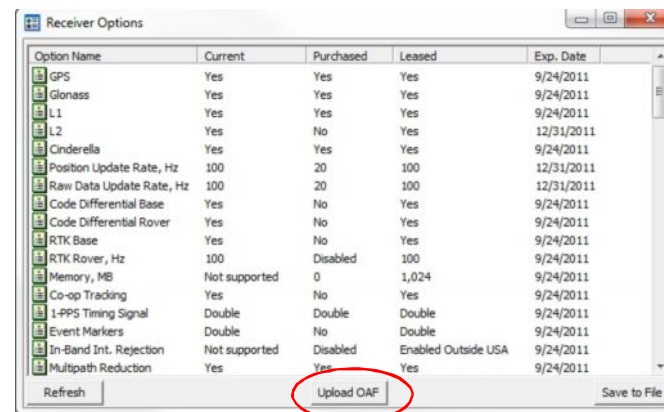 Receiver Options
Option Name Current Purchased Leased Exp. Date
GPS Yes Yes Yes 9/24/2011
Glonass Yes Yes Yes 9/24/2011
L1 Yes Yes Yes 9/24/2011
L2 Yes No Yes 12/31/2011
Cinderella Yes Yes Yes 9/24/2011
Position Update Rate, Hz 100 20 100 12/31/2011
Raw Data Update Rate, Hz 100 20 100 12/31/2011
Code Differential Base Yes No Yes 9/24/2011
Code Differential Rover Yes No Yes 9/24/2011
RTK Base Yes No Yes 9/24/2011
RTK Rover, Hz 100 Disabled 100 9/24/2011
Memory, MB Not supported 0 1,024 9/24/2011
Co-op Tracking Yes No Yes 9/24/2011
1-PPS Timing Signal Double Double Double 9/24/2011
Event Markers Double No Double 9/24/2011
In-Band Int. Rejection Not supported Disabled Enabled Outside USA 9/24/2011
Multipath Reduction Yes Yes Yes 9/24/2011
Refresh Upload OAF Save to File